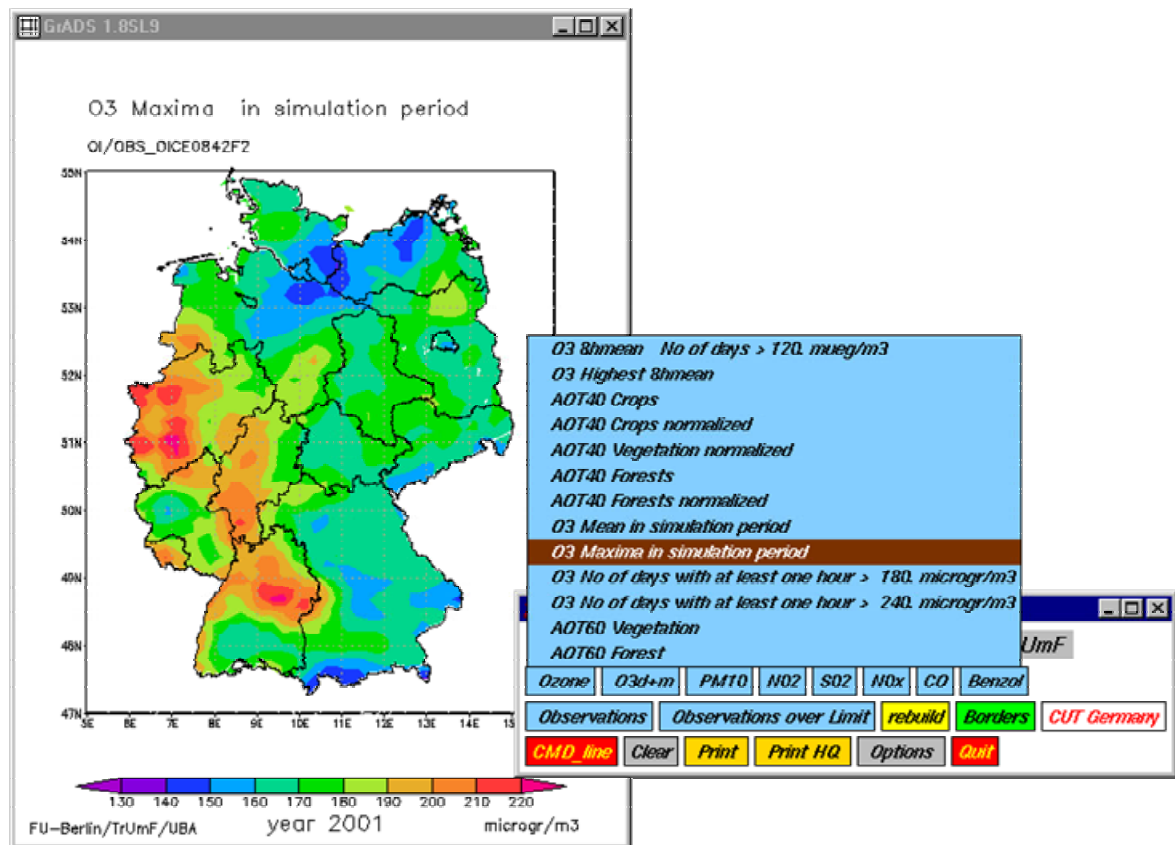 GrADS 1.8SL9
O3 Maxima in simulation period
OI/OBS_OICE0842F2
55N
54N
53N
52N
51N
50N
49N
48N
47N
5E 6E 7E 8E 9E 10E 11E 12E 13E 14E 15
130 140 150 160 170 180 190 200 210 220
FU-Berlin/TrUmF/UBA year 2001 microgr/m3
O3 8hmean No of days > 120. mueg/m3
O3 Highest 8hmean
AOT40 Crops
AOT40 Crops normalized
AOT40 Vegetation normalized
AOT40 Forests
AOT40 Forests normalized
O3 Mean in simulation period
O3 Maxima in simulation period
O3 No of days with at least one hour > 180. microgr/m3
O3 No of days with at least one hour > 240. microgr/m3
AOT60 Vegetation
AOT60 Forest
UmF
Ozone O3d+m PM10 NO2 SO2 NOx CO Benzol
Observations Observations over Limit rebuild Borders CUT Germany
CMD_line Clear Print Print HQ Options Quit